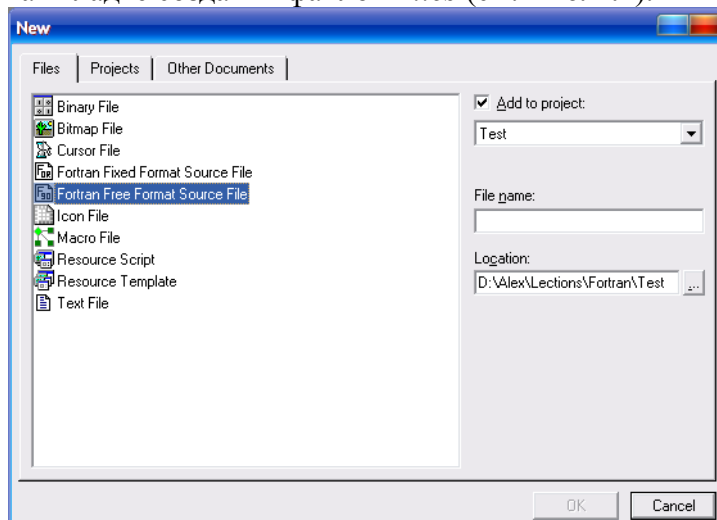 New
Files Projects Other Documents
Binary File
Bitmap File
Cursor File
Fortran Fixed Format Source File
Fortran Free Format Source File
Icon File
Macro File
Resource Script
Resource Template
Text File
Add to project:
Test
File name:
Location:
D:\Alex\Lections\Fortran\Test ...
OK Cancel